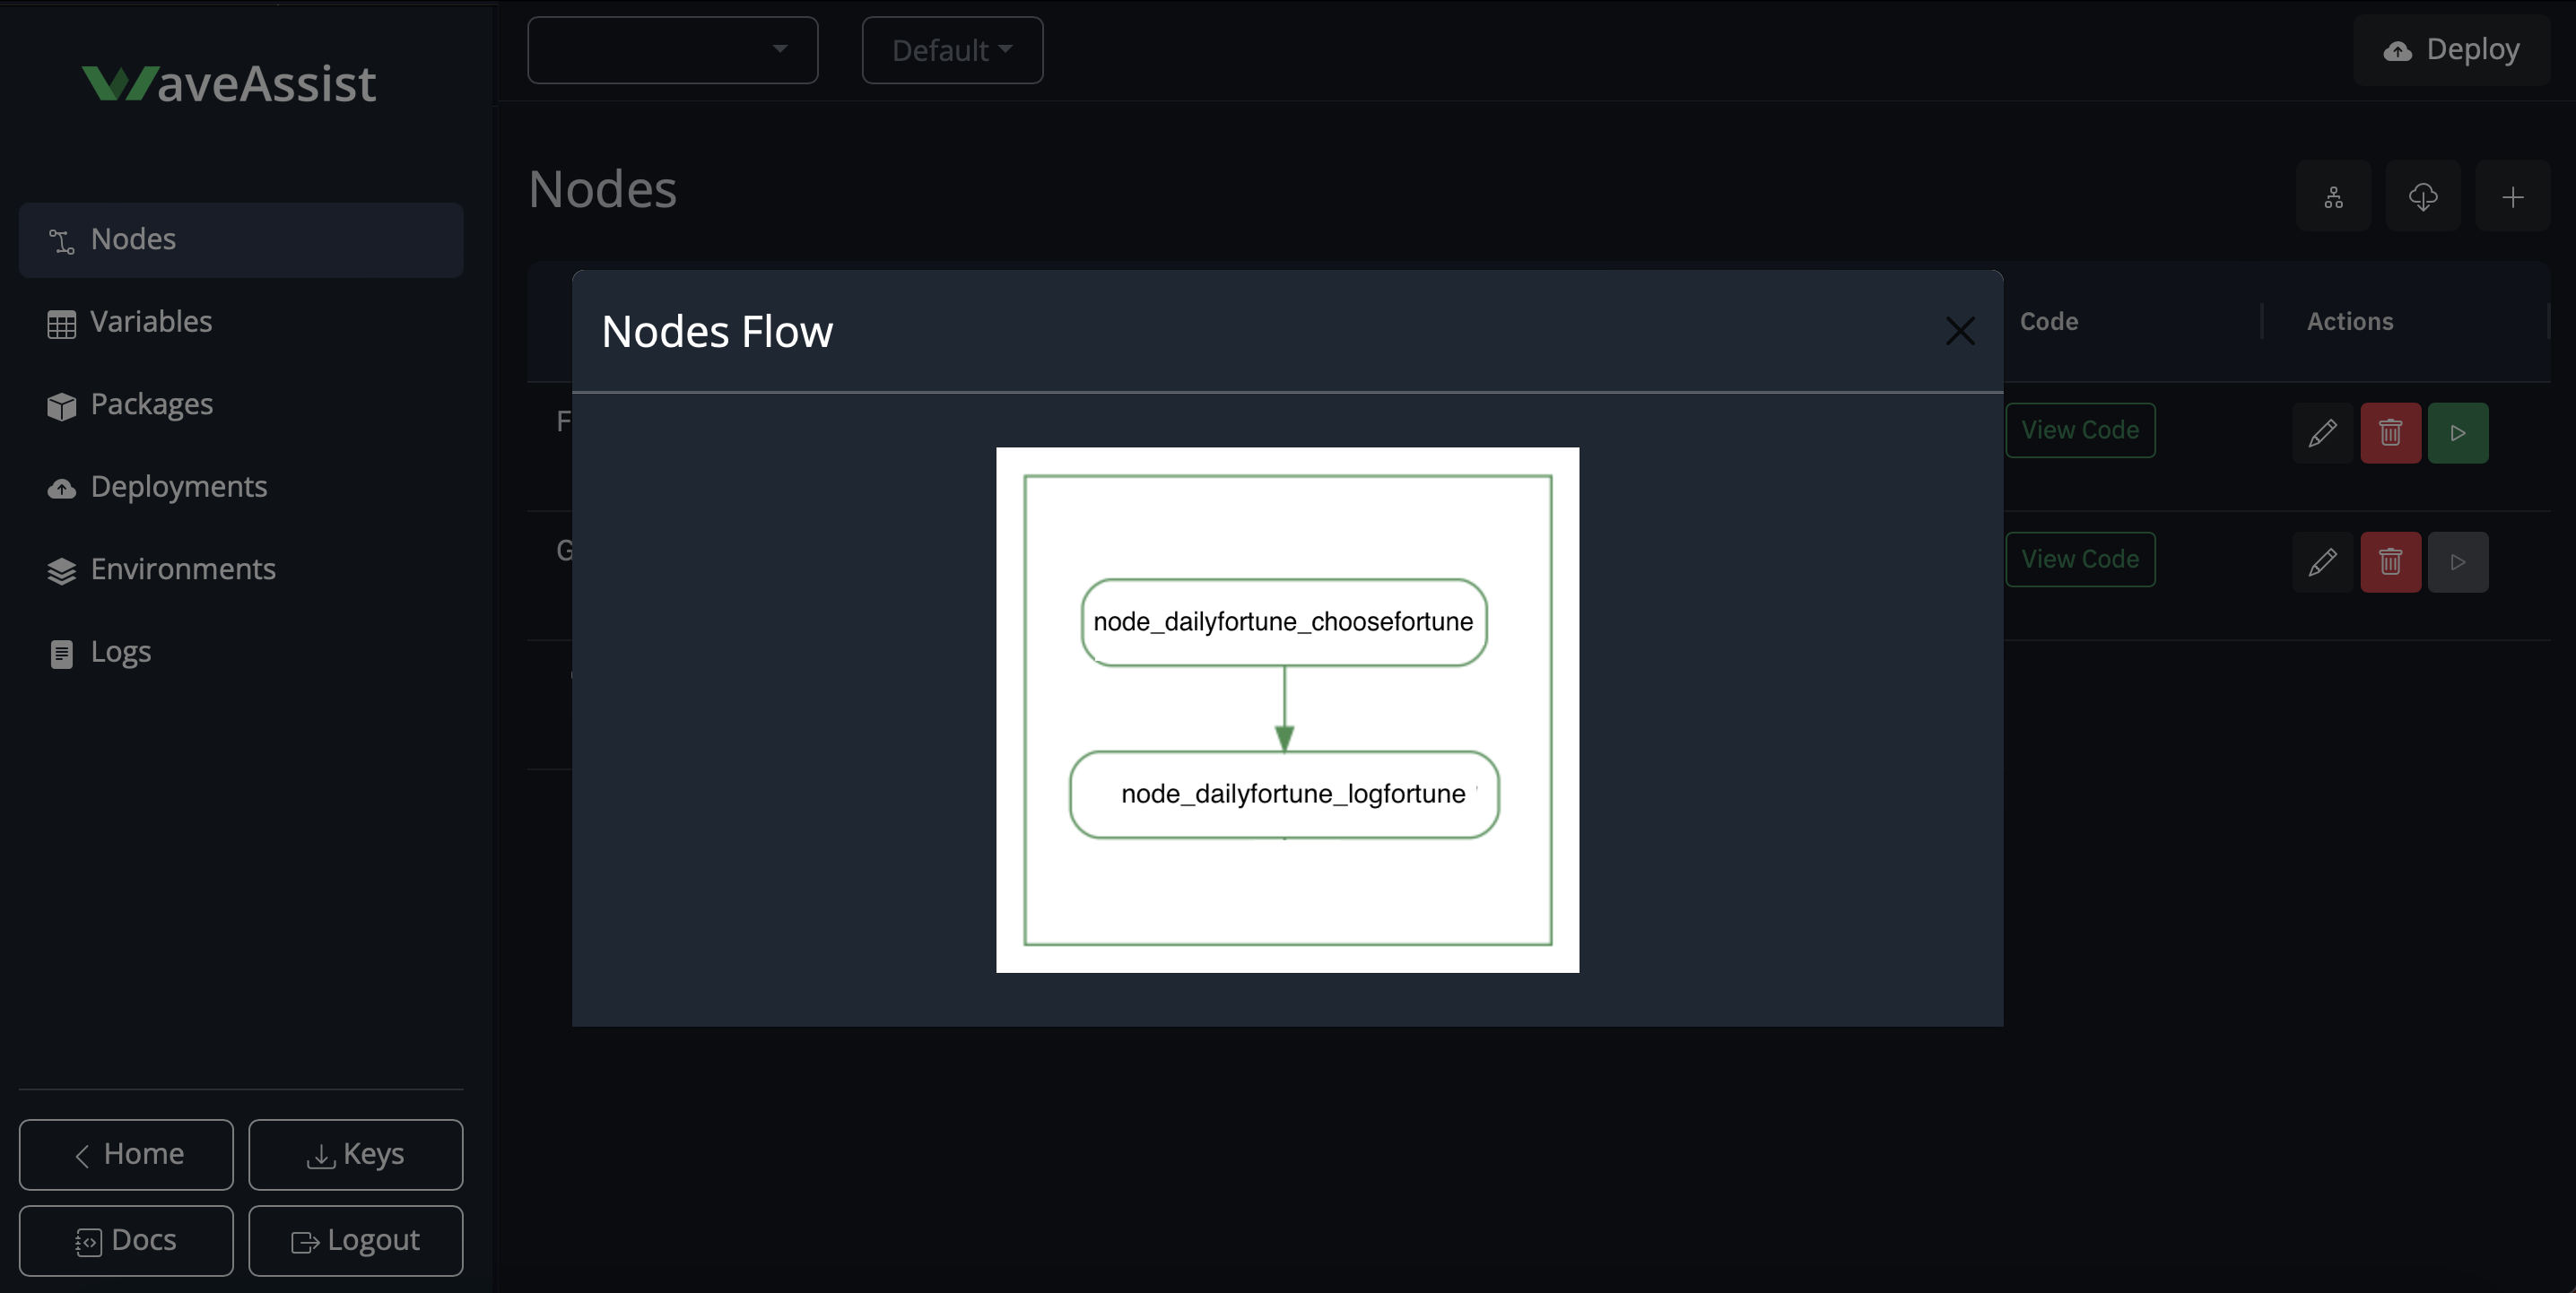 WaveAssist
Default
Deploy
Nodes
Nodes
Variables
Packages
Deployments
Environments
Logs
Nodes Flow
Code
Actions
F
View Code
G
View Code
node_dailyfortune_choosefortune
node_dailyfortune_logfortune
Home
Keys
Docs
Logout